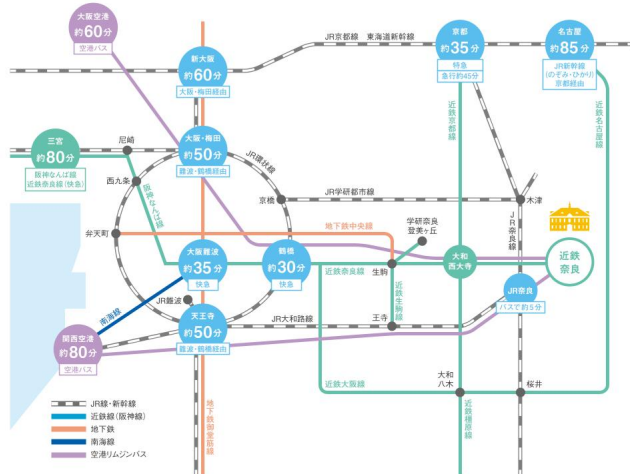 大阪空港
約60分
空港バス
JR京都線 東海道新幹線
京都
約35分
特急
急行約45分
名古屋
約85分
JR新幹線
(のぞみ・ひかり)
京都経由
新大阪
約60分
大阪・梅田経由
近鉄京都線
近鉄名古屋線
三宮
約80分
阪神なんば線
近鉄奈良線(快急)
尼崎
大阪・梅田
約50分
難波・鶴橋経由
JR環状線
西九条
阪神なんば線
京橋
JR学研都市線
木津
JR奈良線
弁天町
地下鉄中央線
学研奈良
登美ヶ丘
大阪難波
約35分
快急
鶴橋
約30分
快急
近鉄奈良線
生駒
大和
西大寺
近鉄
奈良
JR奈良
バスで約5分
JR難波
近鉄生駒線
南海線
天王寺
約50分
難波・鶴橋経由
JR大和路線
王寺
関西空港
約80分
空港バス
近鉄大阪線
大和
八木
桜井
地下鉄御堂筋線
近鉄橿原線
JR線・新幹線
近鉄線(阪神線)
地下鉄
南海線
空港リムジンバス